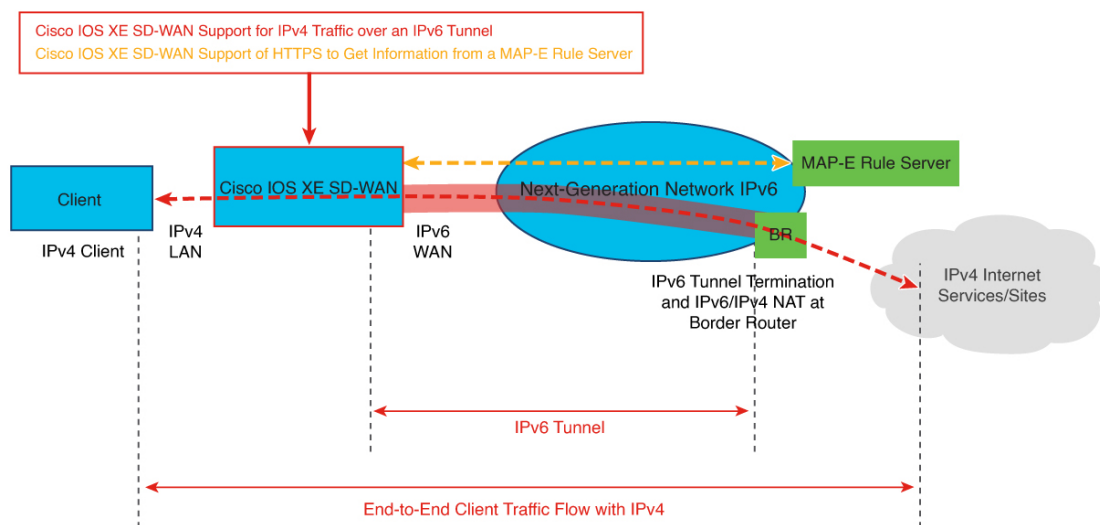 Cisco IOS XE SD-WAN Support for IPv4 Traffic over an IPv6 Tunnel
Cisco IOS XE SD-WAN Support of HTTPS to Get Information from a MAP-E Rule Server
MAP-E Rule Server
Client
Cisco IOS XE SD-WAN
Next-Generation Network IPv6
IPv4 Client
IPv4
LAN
IPv6
WAN
BR
IPv6 Tunnel Termination
and IPv6/IPv4 NAT at
Border Router
IPv4 Internet
Services/Sites
IPv6 Tunnel
End-to-End Client Traffic Flow with IPv4